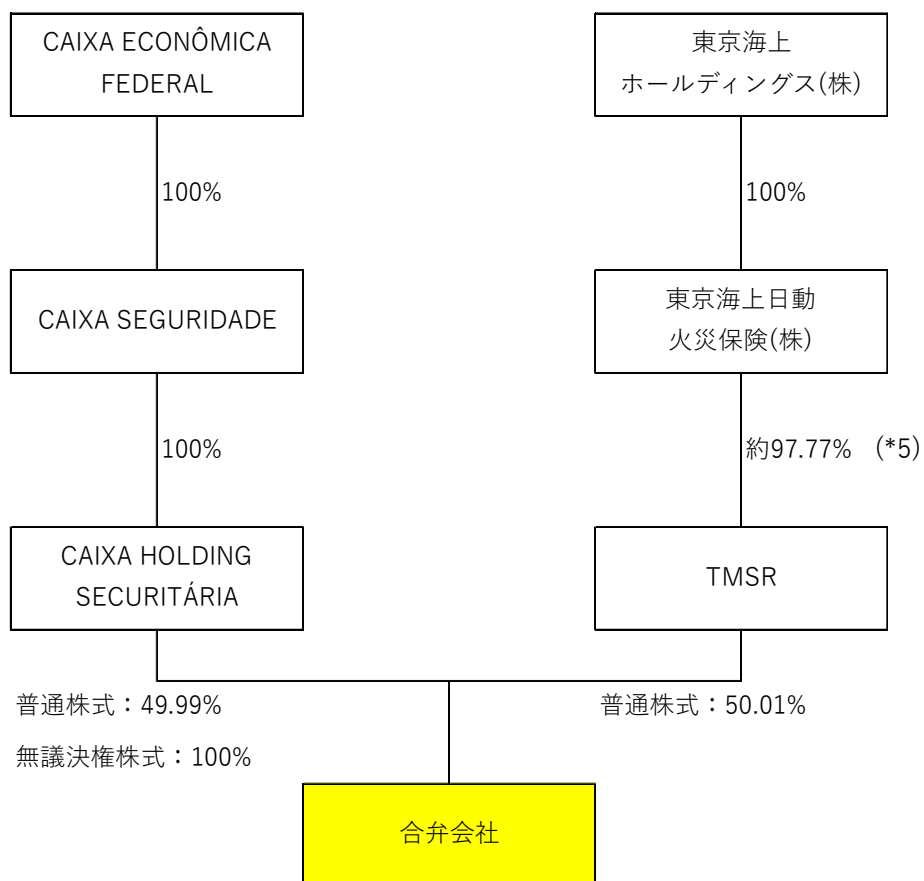 CAIXA ECONÔMICA
FEDERAL
東京海上
ホールディングス(株)
100%
100%
CAIXA SEGURIDADE
東京海上日動
火災保険(株)
100%
約97.77% (*5)
CAIXA HOLDING
SECURITÁRIA
TMSR
普通株式：49.99%
無議決権株式：100%
普通株式：50.01%
合弁会社